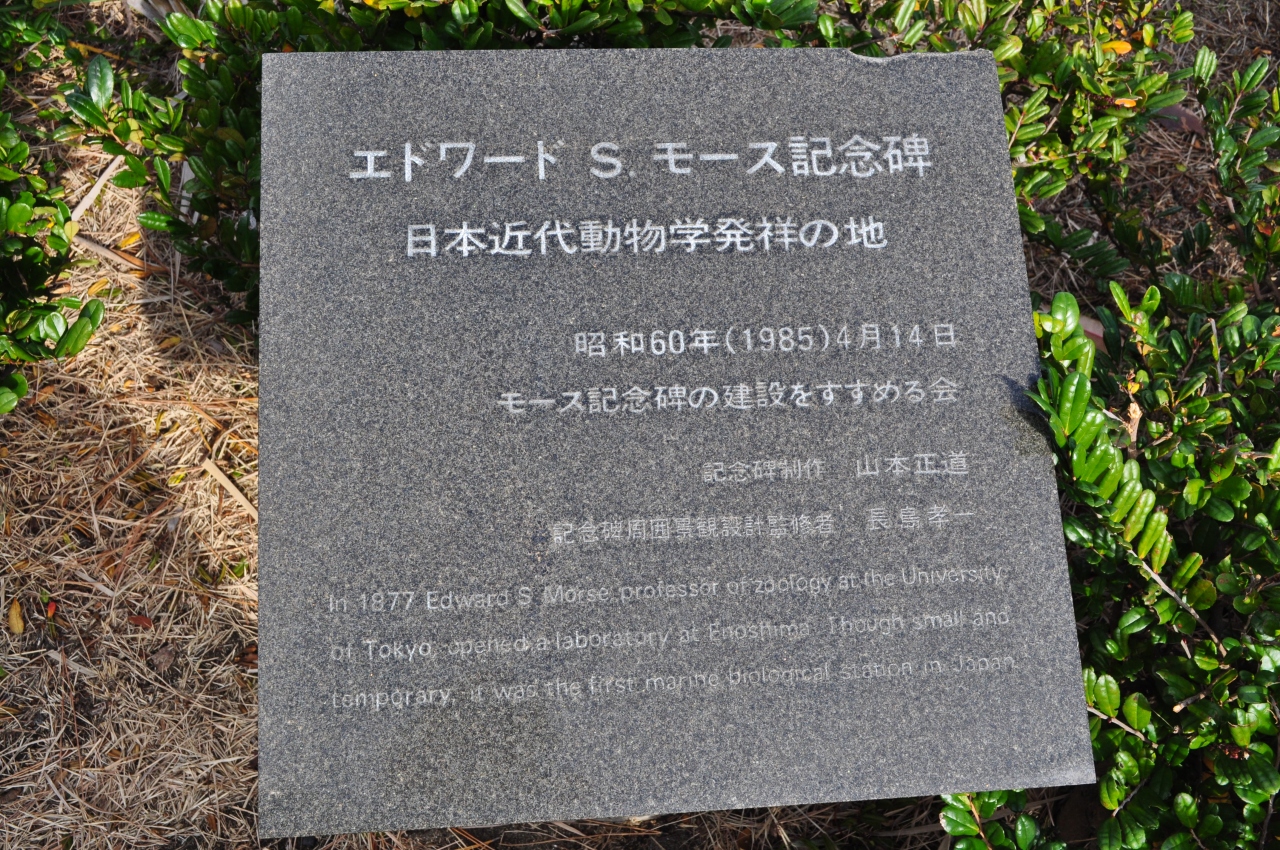 エドワード S. モース記念碑
日本近代動物学発祥の地
昭和60年(1985)4月14日
モース記念碑の建設をすすめる会
記念碑制作 山本正道
記念碑周囲景観設計監修者 長島孝一
In 1877 Edward S. Morse, professor of zoology at the University
of Tokyo, opened a laboratory at Enoshima. Though small and
temporary, it was the first marine biological station in Japan.